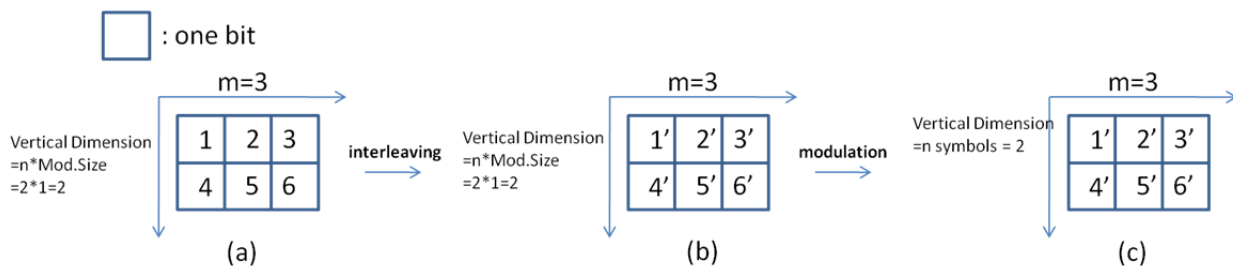 : one bit
m=3
Vertical Dimension
=n*Mod.Size
=2*1=2
1 2 3
4 5 6
(a)
interleaving
m=3
Vertical Dimension
=n*Mod.Size
=2*1=2
1’ 2’ 3’
4’ 5’ 6’
(b)
modulation
m=3
Vertical Dimension
=n symbols = 2
1’ 2’ 3’
4’ 5’ 6’
(c)